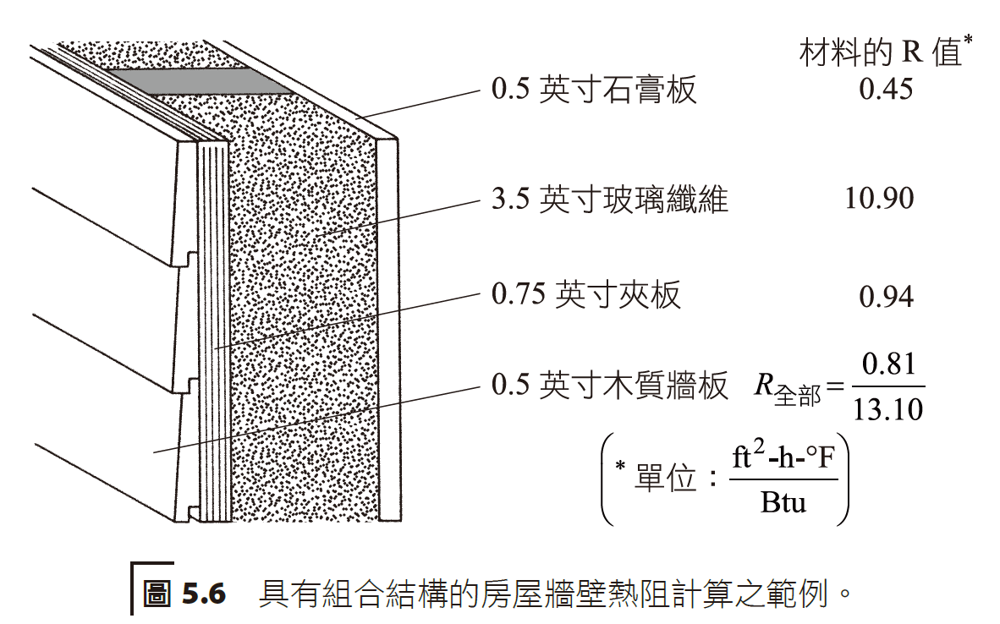 材料的 R 值*
0.5 英寸石膏板 0.45
3.5 英寸玻璃纖維 10.90
0.75 英寸夾板 0.94
0.5 英寸木質牆板 R全部 = 0.81
13.10
(* 單位：ft²-h-°F
Btu)
圖 5.6 具有組合結構的房屋牆壁熱阻計算之範例。